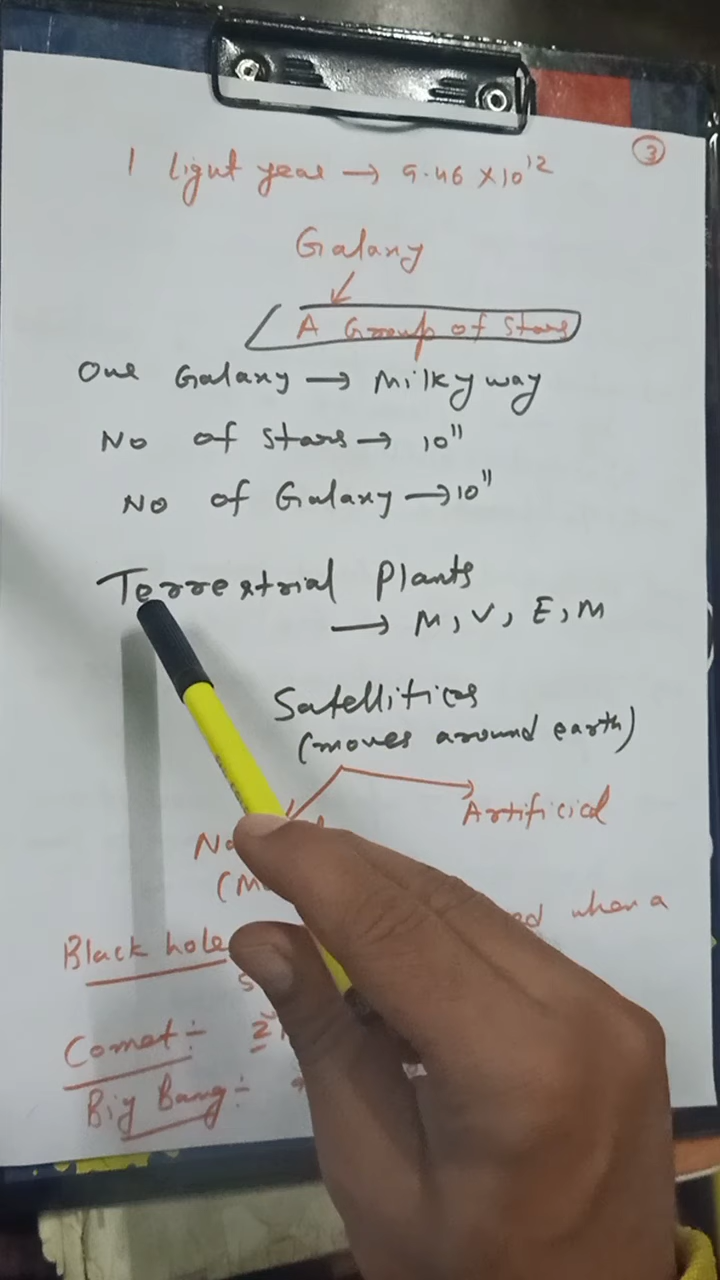 3
1 light year → 9.46 × 10¹²
Galaxy
A Group of Stars
One Galaxy → Milky way
No of stars → 10¹¹
No of Galaxy → 10¹¹
Terrestrial Plants
→ M, V, E, M
Satellitices
(moves around earth)
Artificial
when a
Black hole
Comet :-
Big Bang :-